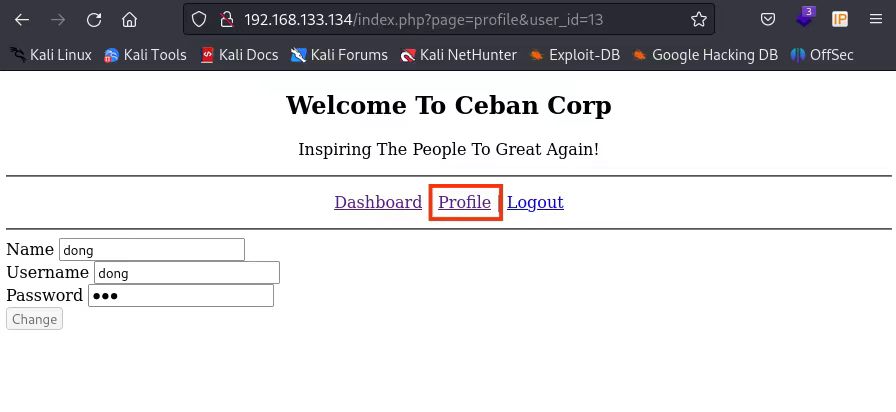 192.168.133.134/index.php?page=profile&user_id=13
3
IP
Kali Linux Kali Tools Kali Docs Kali Forums Kali NetHunter Exploit-DB Google Hacking DB OffSec
Welcome To Ceban Corp
Inspiring The People To Great Again!
Dashboard Profile | Logout
Name dong
Username dong
Password ●●●
Change